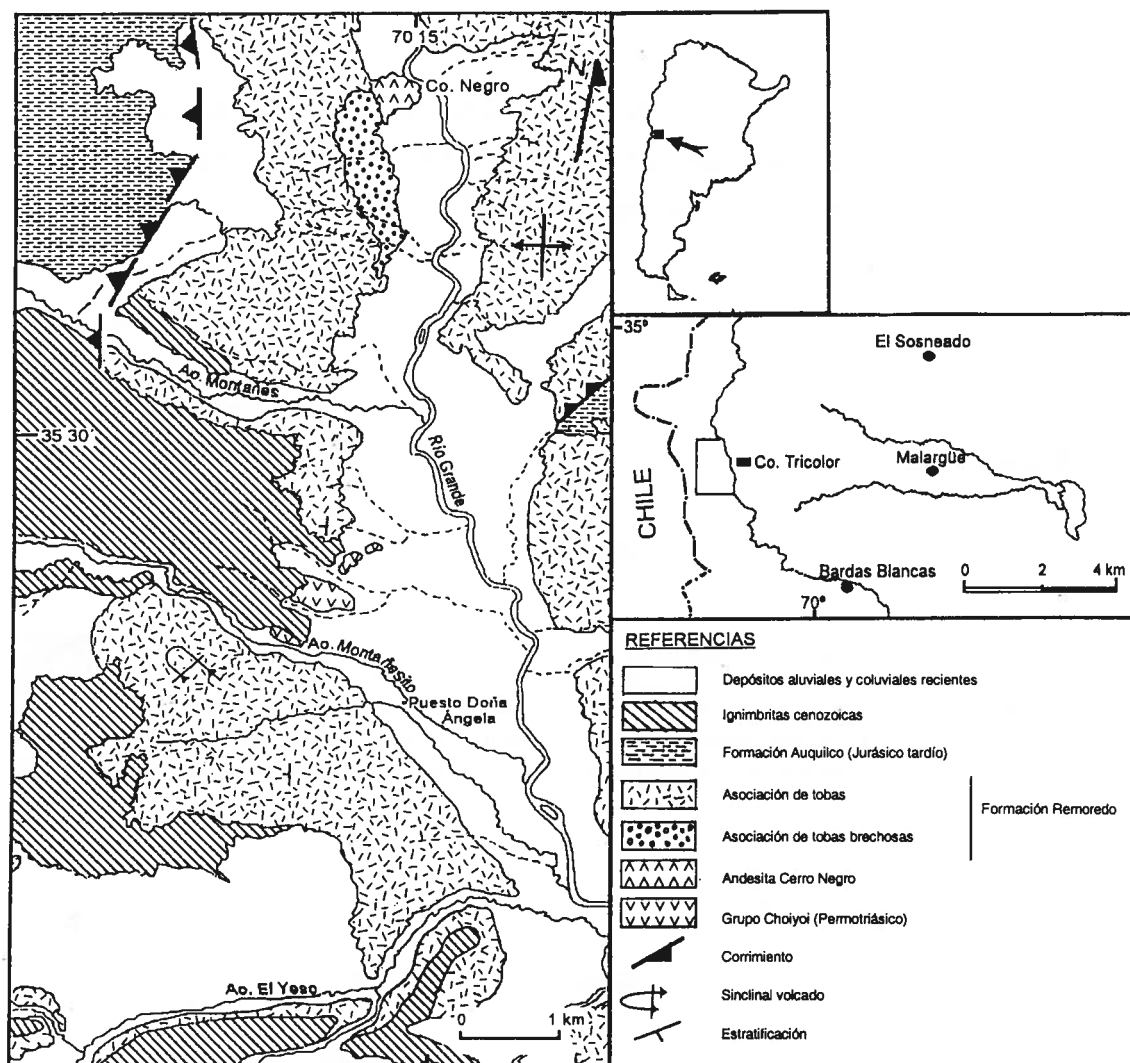 70 15'
Co. Negro
N
Ao. Montañes
35 30'
Río Grande
Ao. Montañesito
Puesto Doña
Ángela
Ao. El Yeso
0 1 km
35°
El Sosneado
Co. Tricolor
Malargüe
CHILE
Bardas Blancas
0 2 4 km
70°
REFERENCIAS
Depósitos aluviales y coluviales recientes
Ignimbritas cenozoicas
Formación Auquilco (Jurásico tardío)
Asociación de tobas
Formación Remoredo
Asociación de tobas brechosas
Andesita Cerro Negro
Grupo Choiyoi (Permotriásico)
Corrimiento
Sinclinal volcado
Estratificación